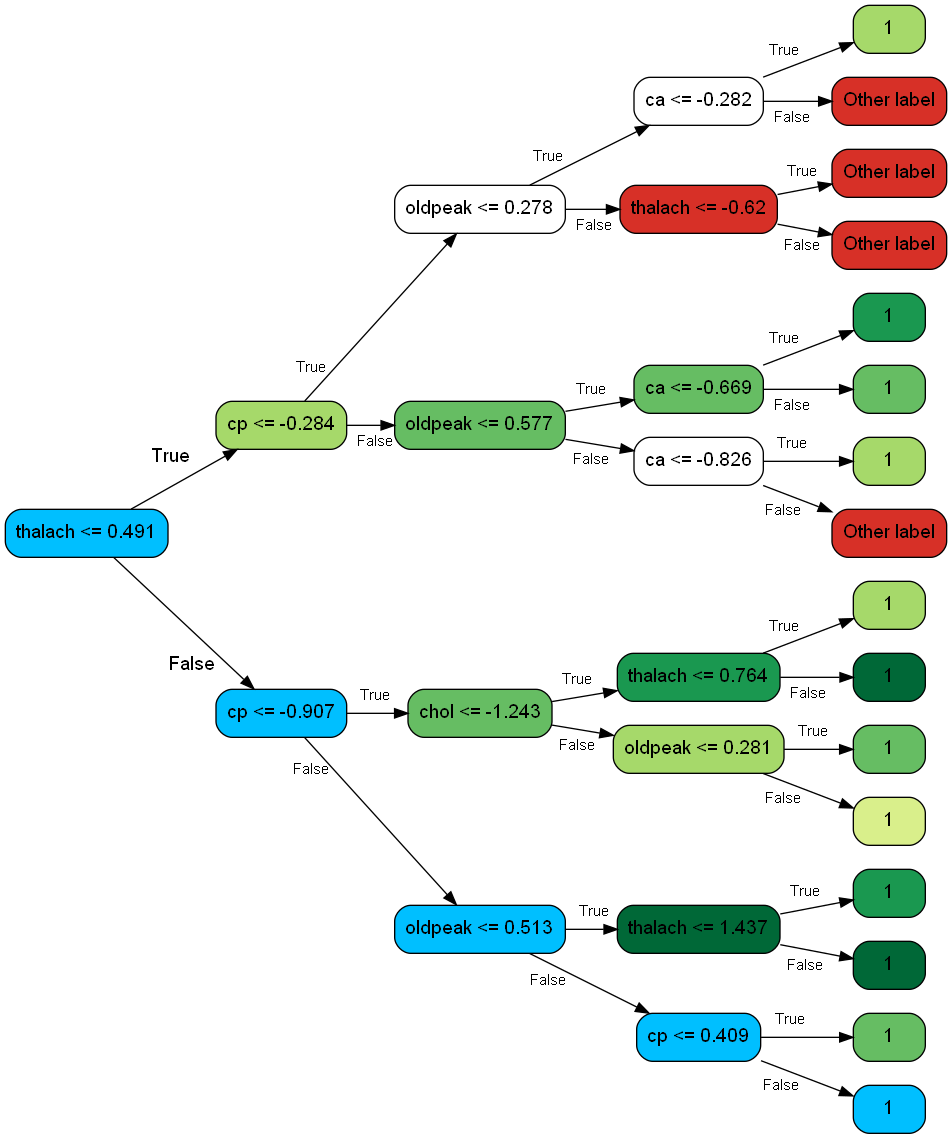 1
True
ca <= -0.282
Other label
False
True
True
Other label
oldpeak <= 0.278
thalach <= -0.62
False
False
Other label
1
True
True
True
ca <= -0.669
1
False
cp <= -0.284
oldpeak <= 0.577
False
True
ca <= -0.826
1
True
False
False
Other label
thalach <= 0.491
1
True
False
True
thalach <= 0.764
1
True
False
cp <= -0.907
chol <= -1.243
True
False
oldpeak <= 0.281
1
False
False
1
True
1
True
oldpeak <= 0.513
thalach <= 1.437
False
1
False
True
cp <= 0.409
1
False
1